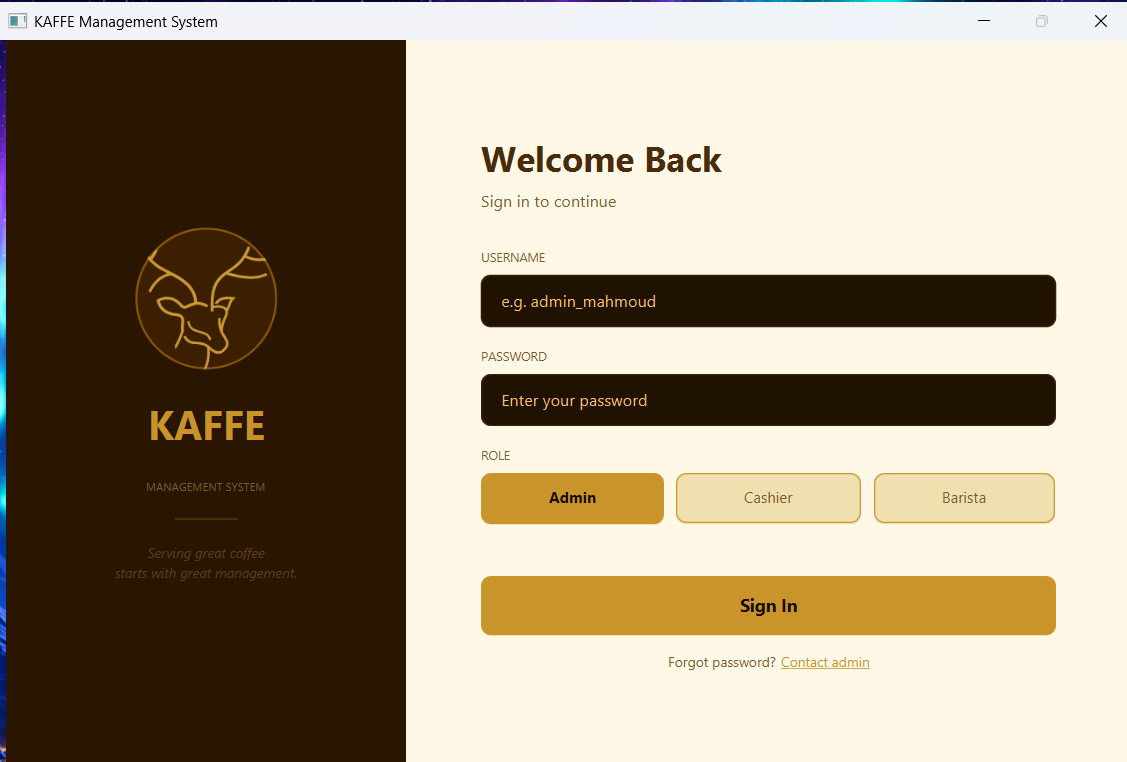 KAFFE Management System
KAFFE
MANAGEMENT SYSTEM
Serving great coffee
starts with great management.
Welcome Back
Sign in to continue
USERNAME
e.g. admin_mahmoud
PASSWORD
Enter your password
ROLE
Admin Cashier Barista
Sign In
Forgot password? Contact admin